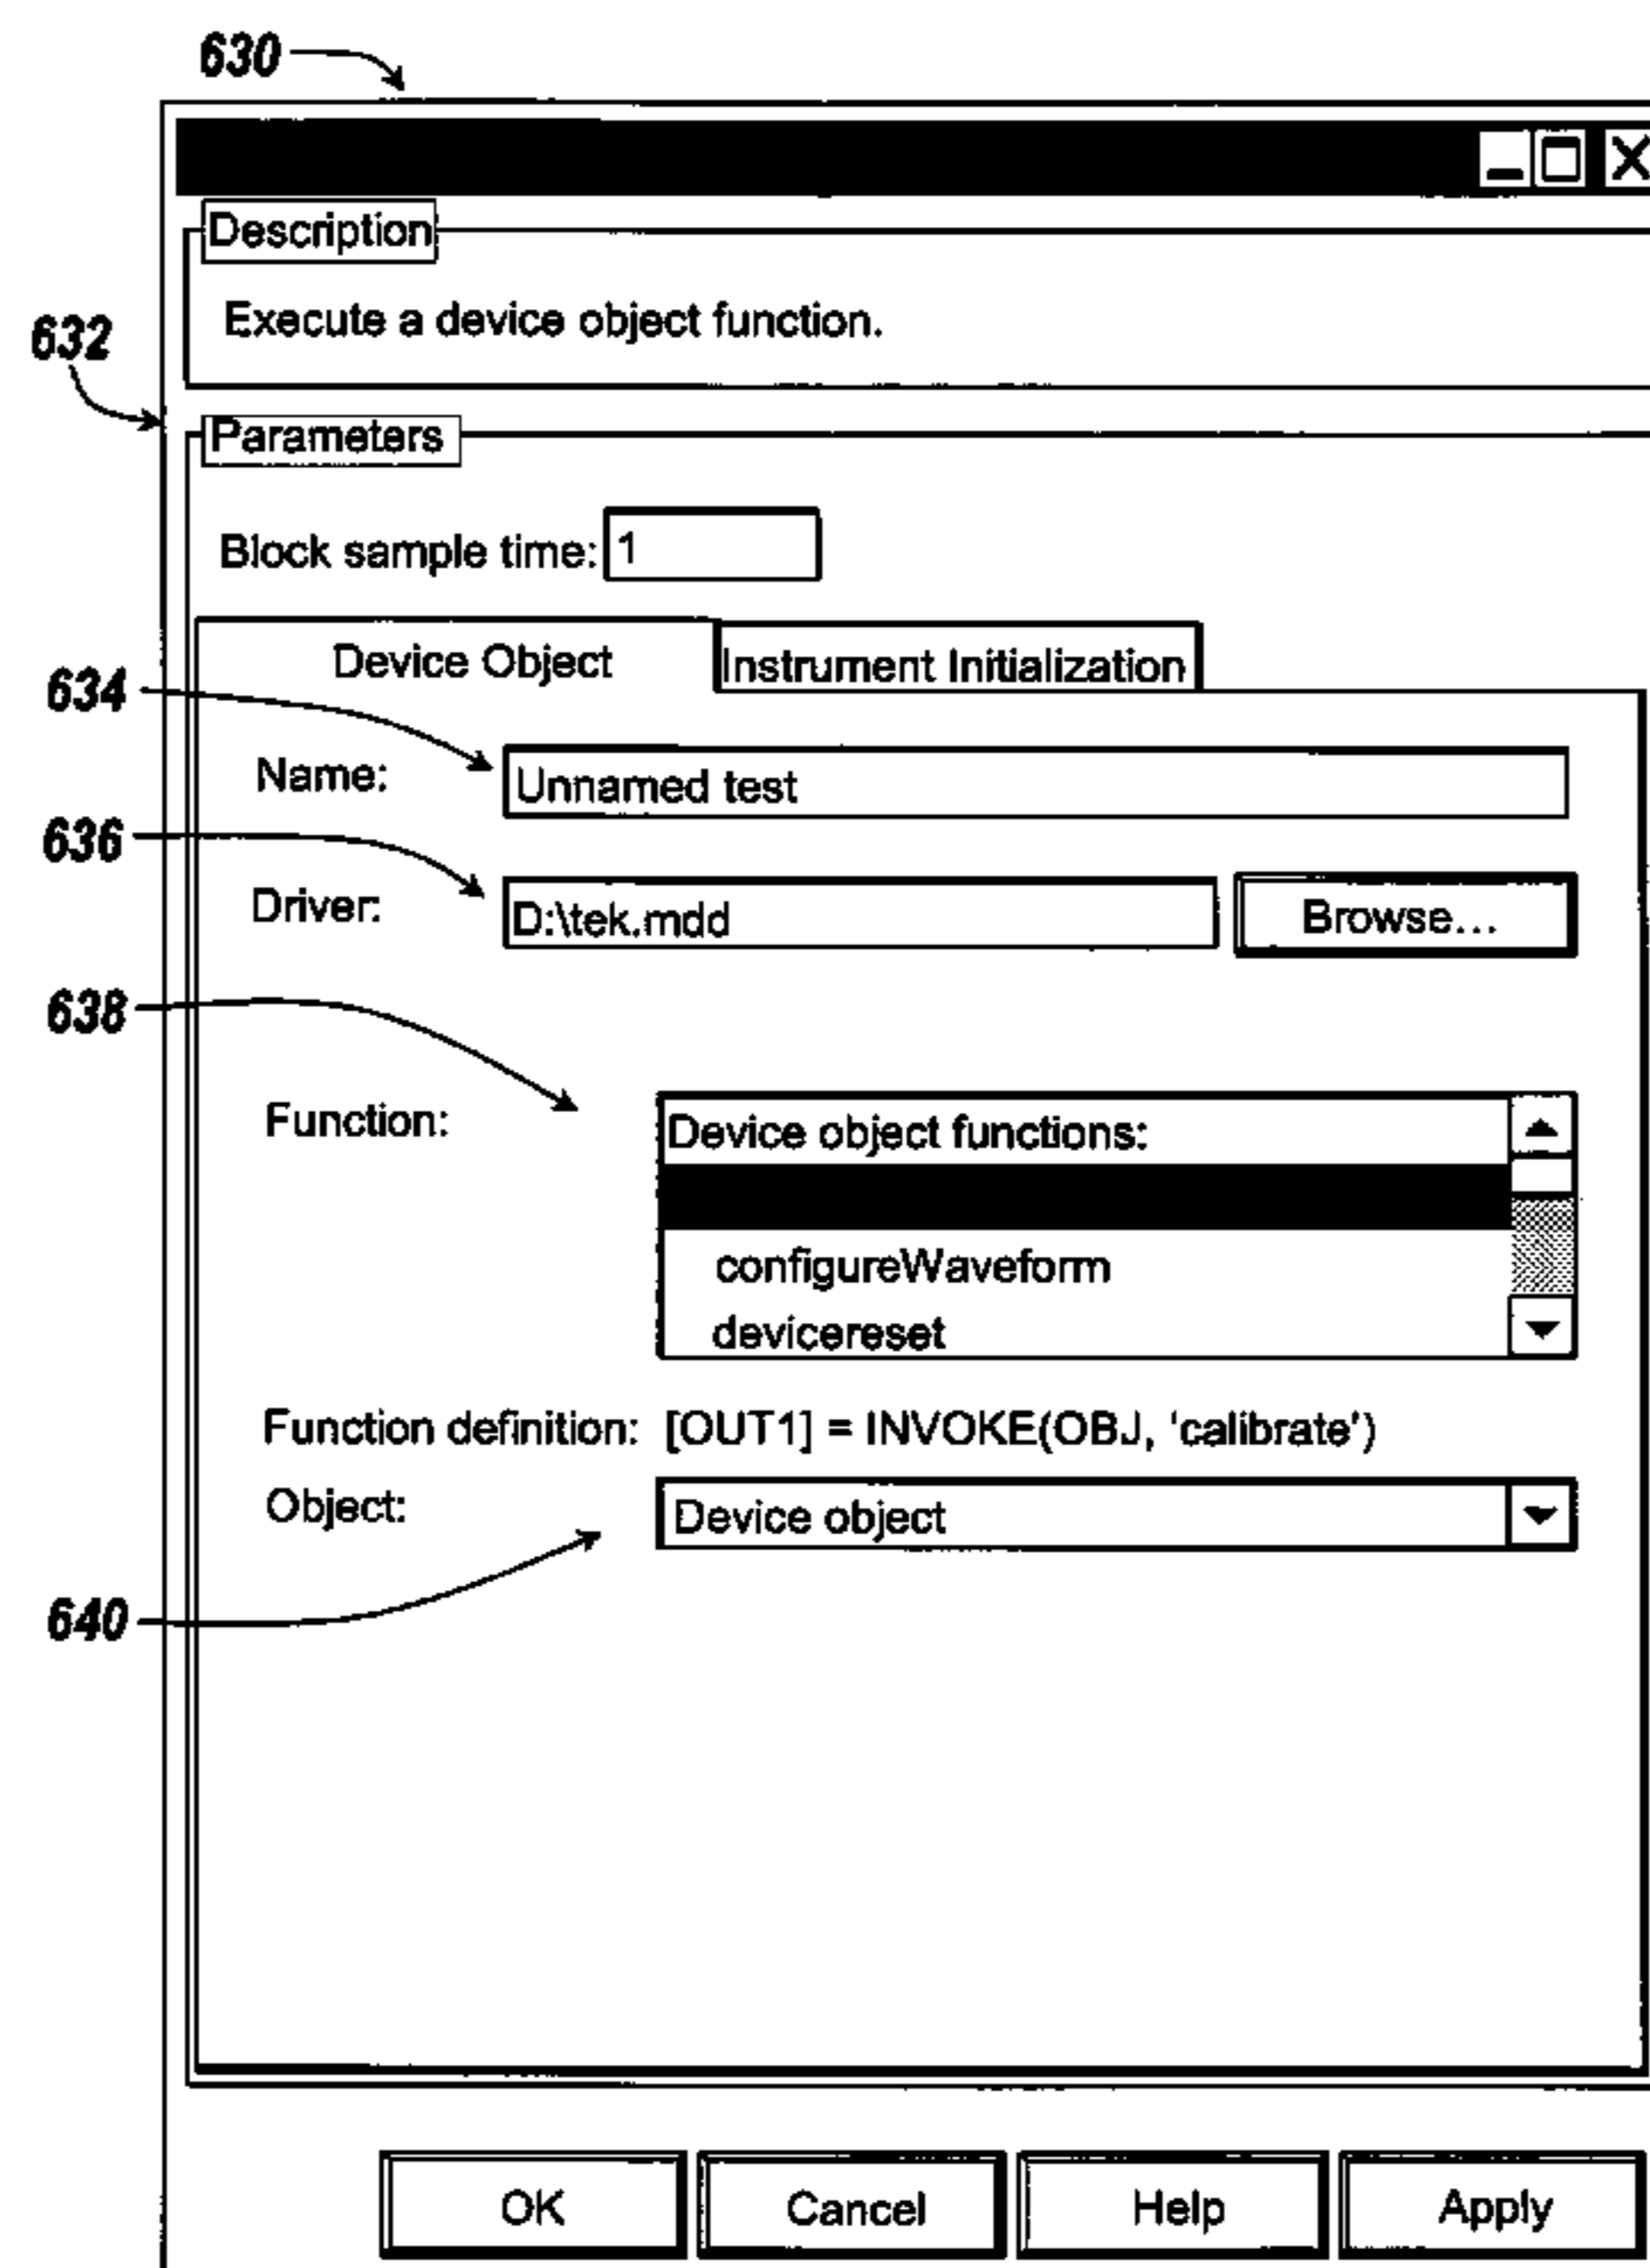 630
Description
Execute a device object function.
632
Parameters
Block sample time: 1
Device Object Instrument Initialization
634
Name: Unnamed test
636
Driver: D:\tek.mdd Browse...
638
Function: Device object functions:
configureWaveform
devicereset
Function definition: [OUT1] = INVOKE(OBJ, 'calibrate')
Object: Device object
640
OK Cancel Help Apply